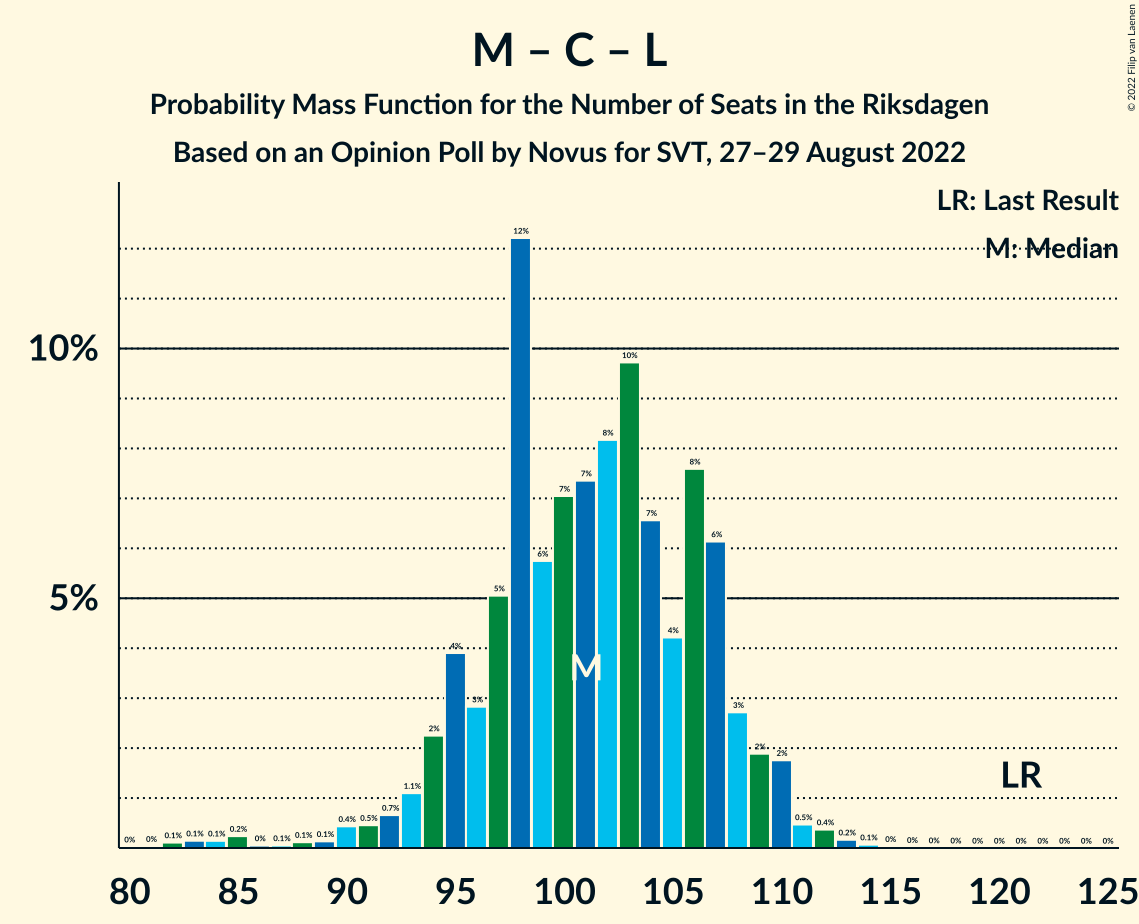 M – C – L
Probability Mass Function for the Number of Seats in the Riksdagen
Based on an Opinion Poll by Novus for SVT, 27–29 August 2022
© 2022 Filip van Laenen
LR: Last Result
M: Median
10%
5%
0% 0% 0.1% 0.1% 0.1% 0.2% 0% 0.1% 0.1% 0.1% 0.4% 0.5% 0.7% 1.1% 2% 4% 3% 5% 12% 6% 7% 7% 8% 10% 7% 4% 8% 6% 3% 2% 2% 0.5% 0.4% 0.2% 0.1% 0% 0% 0% 0% 0% 0% 0% 0% 0% 0% 0%
M
LR
80 85 90 95 100 105 110 115 120 125